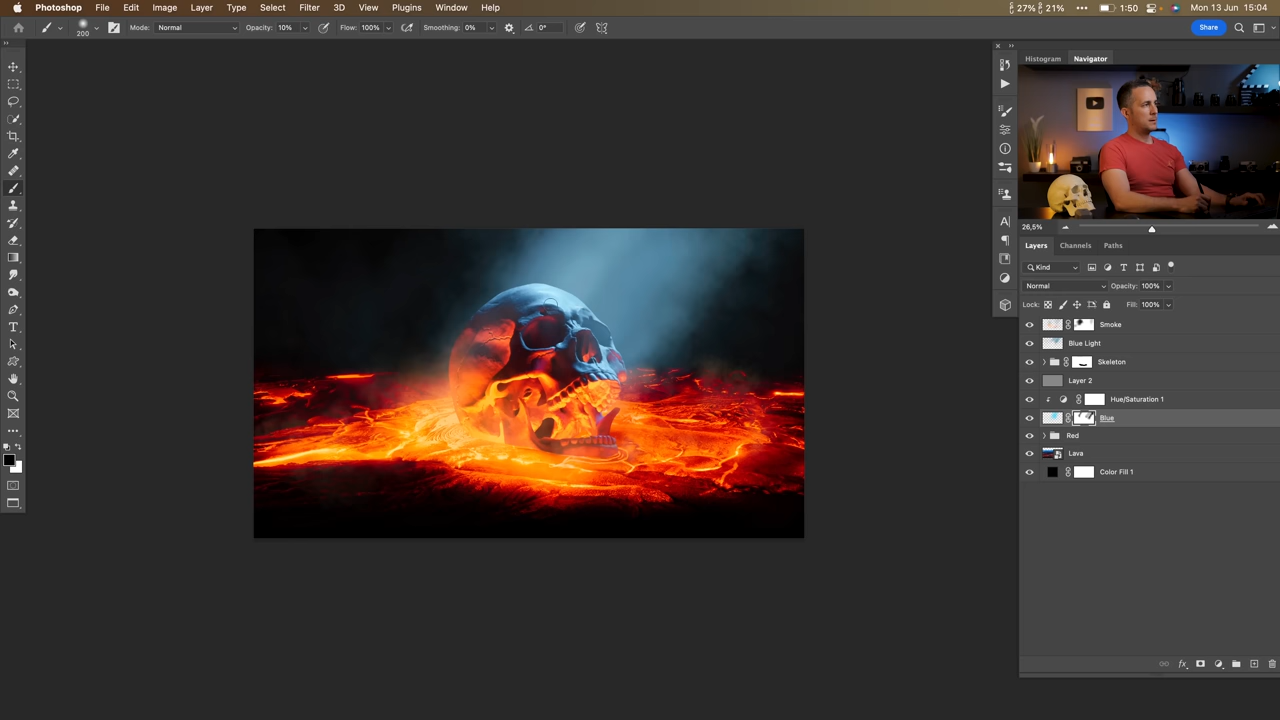 Photoshop File Edit Image Layer Type Select Filter 3D View Plugins Window Help 27% 21% 1:50 Mon 13 Jun 15:04
200 Mode: Normal Opacity: 10% Flow: 100% Smoothing: 0% 0° Share
Histogram Navigator
26,5%
Layers Channels Paths
Kind
Normal Opacity: 100%
Lock: Fill: 100%
Smoke
Blue Light
Skeleton
Layer 2
Hue/Saturation 1
Blue
Red
Lava
Color Fill 1